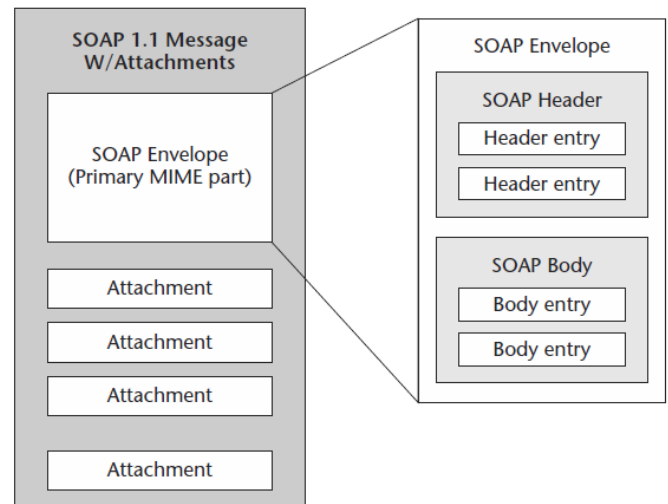 SOAP 1.1 Message
W/Attachments
SOAP Envelope
(Primary MIME part)
Attachment
Attachment
Attachment
Attachment
SOAP Envelope
SOAP Header
Header entry
Header entry
SOAP Body
Body entry
Body entry